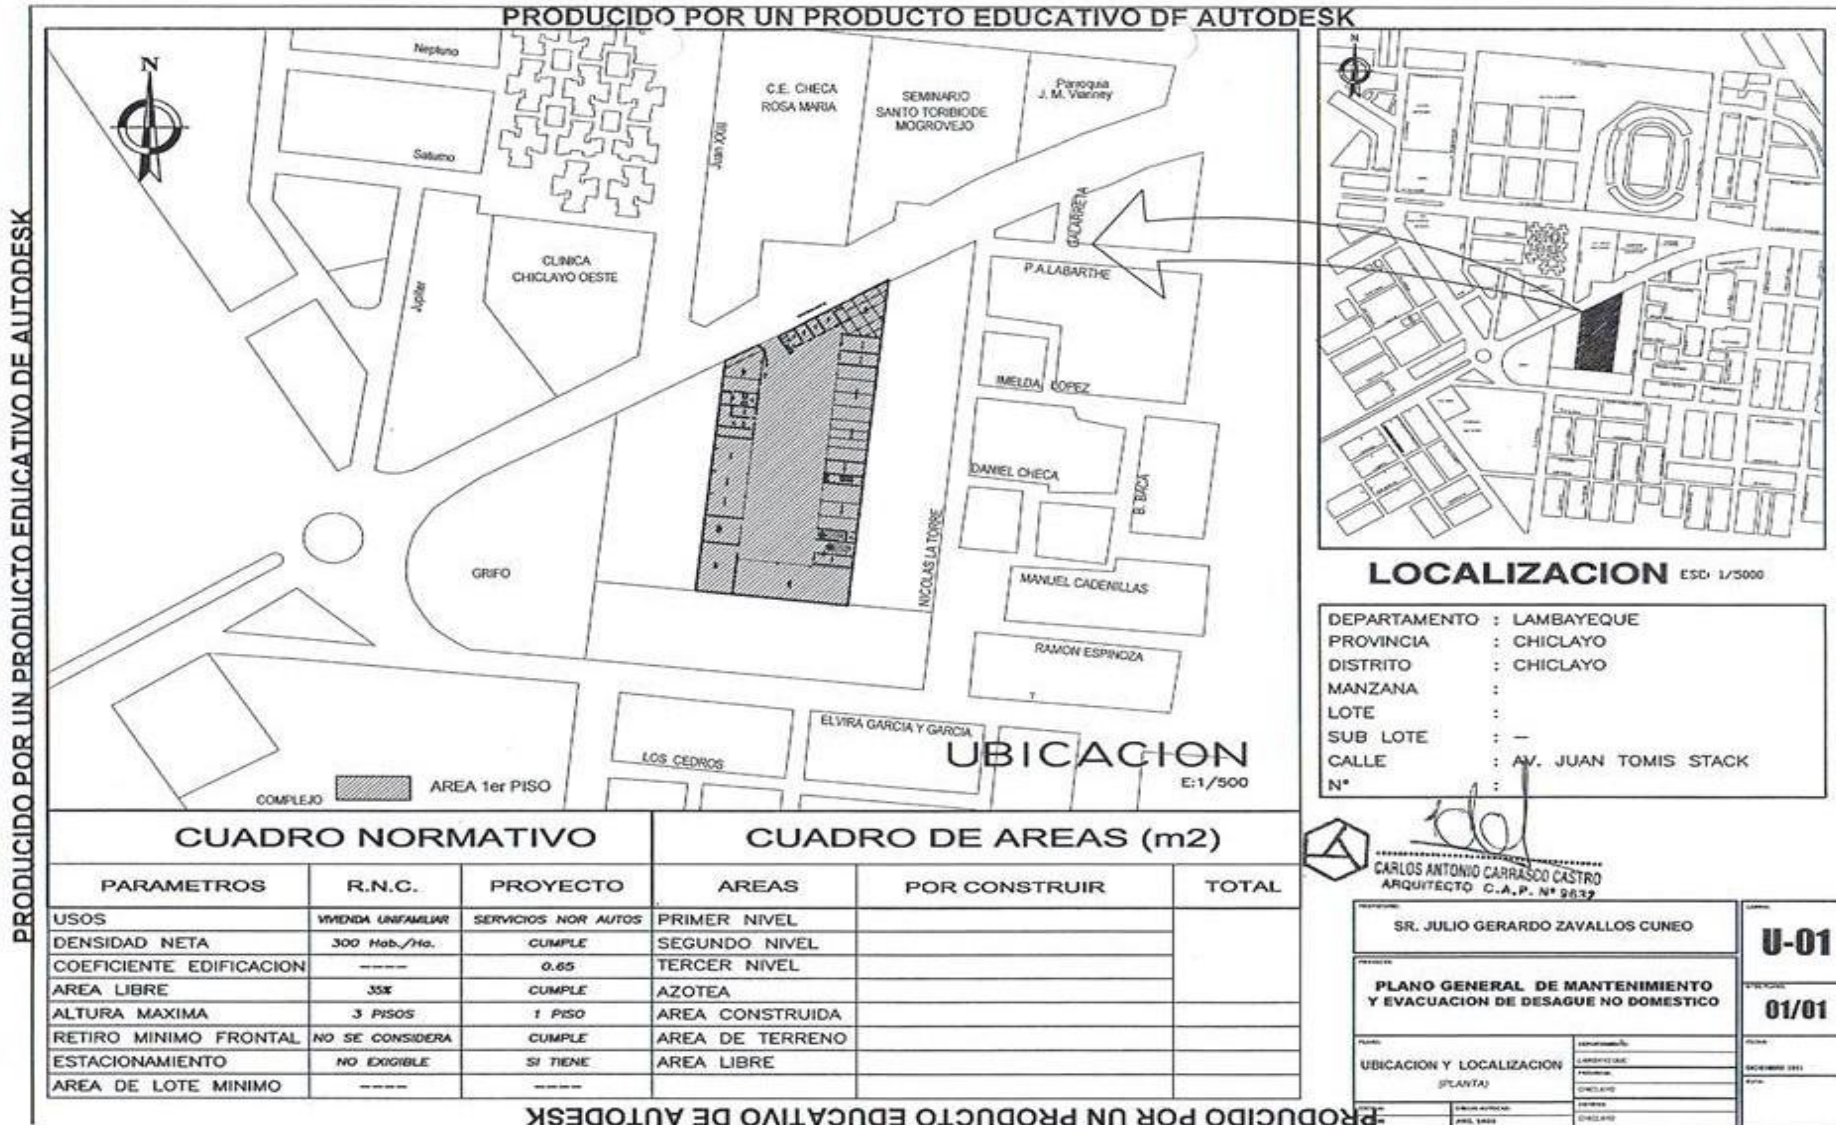 PRODUCIDO POR UN PRODUCTO EDUCATIVO DE AUTODESK
PRODUCIDO POR UN PRODUCTO EDUCATIVO DE AUTODESK
N
Neptuno
Saturno
Juan XXIII
C.E. CHECA
ROSA MARIA
SEMINARIO
SANTO TORIBIODE
MOGROVEJO
Parroquia
J. M. Vianney
CLINICA
CHICLAYO OESTE
Jupiter
GALARRETA
P.A.LABARTHE
IMELDA LOPEZ
DANIEL CHECA
B. BACA
NICOLAS LA TORRE
GRIFO
MANUEL CADENILLAS
RAMON ESPINOZA
T
ELVIRA GARCIA Y GARCIA
LOS CEDROS
COMPLEJO
AREA 1er PISO
UBICACION
E:1/500
N
LOCALIZACION ESC: 1/5000
DEPARTAMENTO : LAMBAYEQUE
PROVINCIA : CHICLAYO
DISTRITO : CHICLAYO
MANZANA :
LOTE :
SUB LOTE : —
CALLE : AV. JUAN TOMIS STACK
N° :
CARLOS ANTONIO CARRASCO CASTRO
ARQUITECTO C.A.P. N° 9632
CUADRO NORMATIVO
PARAMETROS R.N.C. PROYECTO
USOS VIVIENDA UNIFAMILIAR SERVICIOS NOR AUTOS
DENSIDAD NETA 300 Hab./Ha. CUMPLE
COEFICIENTE EDIFICACION ---- 0.65
AREA LIBRE 35% CUMPLE
ALTURA MAXIMA 3 PISOS 1 PISO
RETIRO MINIMO FRONTAL NO SE CONSIDERA CUMPLE
ESTACIONAMIENTO NO EXIGIBLE SI TIENE
AREA DE LOTE MINIMO ---- ----
CUADRO DE AREAS (m2)
AREAS POR CONSTRUIR TOTAL
PRIMER NIVEL
SEGUNDO NIVEL
TERCER NIVEL
AZOTEA
AREA CONSTRUIDA
AREA DE TERRENO
AREA LIBRE
SR. JULIO GERARDO ZAVALLOS CUNEO
U-01
PLANO GENERAL DE MANTENIMIENTO
Y EVACUACION DE DESAGUE NO DOMESTICO
01/01
UBICACION Y LOCALIZACION
(PLANTA)
CHICLAYO
CHICLAYO
PRODUCIDO POR UN PRODUCTO EDUCATIVO DE AUTODESK